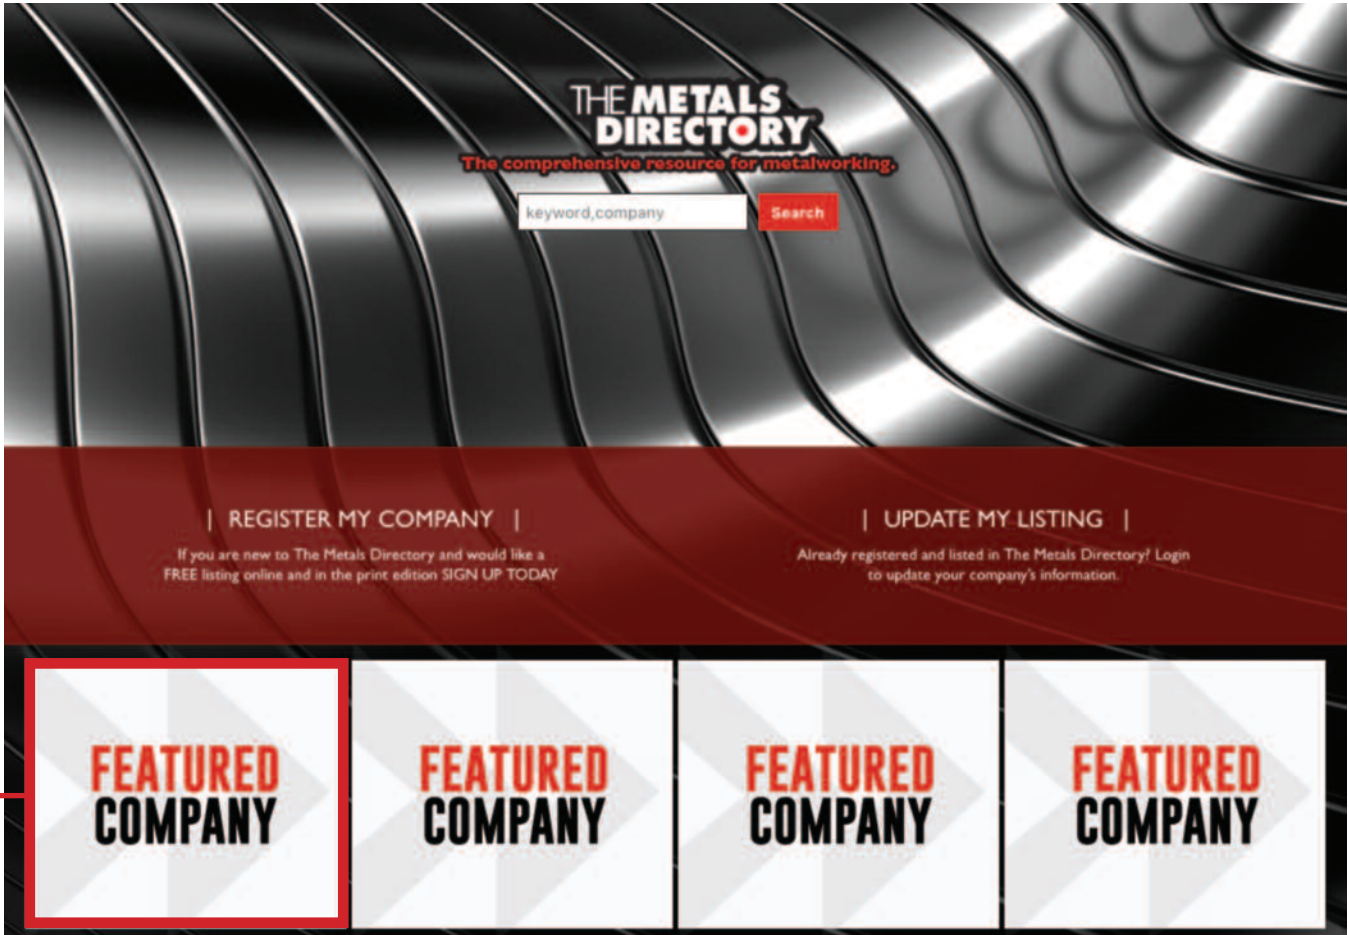 THE METALS
DIRECTORY
The comprehensive resource for metalworking.
keyword,company
Search
| REGISTER MY COMPANY |
If you are new to The Metals Directory and would like a
FREE listing online and in the print edition SIGN UP TODAY
| UPDATE MY LISTING |
Already registered and listed in The Metals Directory? Login
to update your company's information.
FEATURED
COMPANY
FEATURED
COMPANY
FEATURED
COMPANY
FEATURED
COMPANY